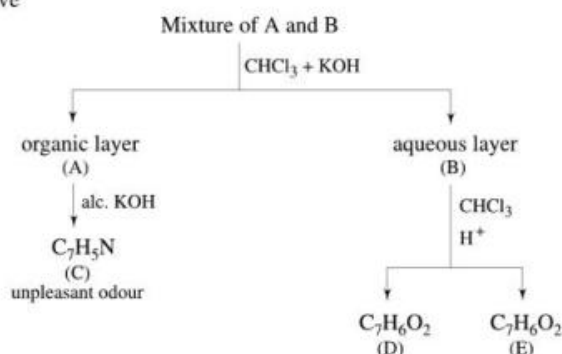 ve
Mixture of A and B
CHCl₃ + KOH
organic layer
(A)
aqueous layer
(B)
alc. KOH
CHCl₃
H⁺
C₇H₅N
(C)
unpleasant odour
C₇H₆O₂
(D)
C₇H₆O₂
(E)